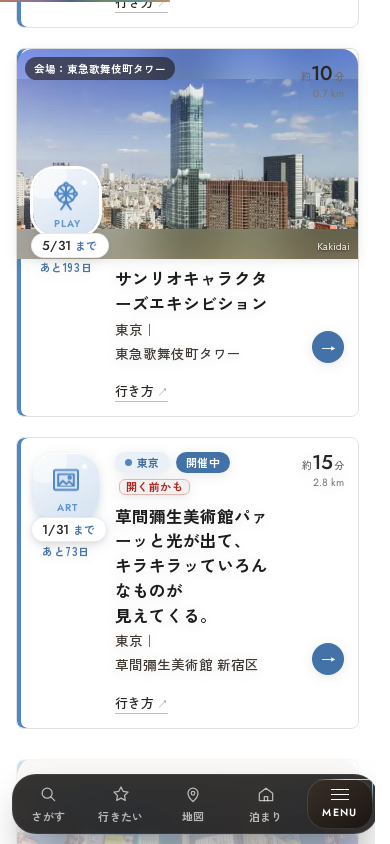 行き方 ↗
会場：東急歌舞伎町タワー
約10分
0.7 km
PLAY
5/31 まで
あと193日
Kakidai
サンリオキャラクタ
ーズエキシビション
東京｜
東急歌舞伎町タワー
→
行き方 ↗
ART
1/31 まで
あと73日
東京
開催中
開く前かも
約15分
2.8 km
草間彌生美術館パァ
ーッと光が出て、
キラキラッていろん
なものが
見えてくる。
東京｜
草間彌生美術館 新宿区
→
行き方 ↗
さがす
行きたい
地図
泊まり
MENU